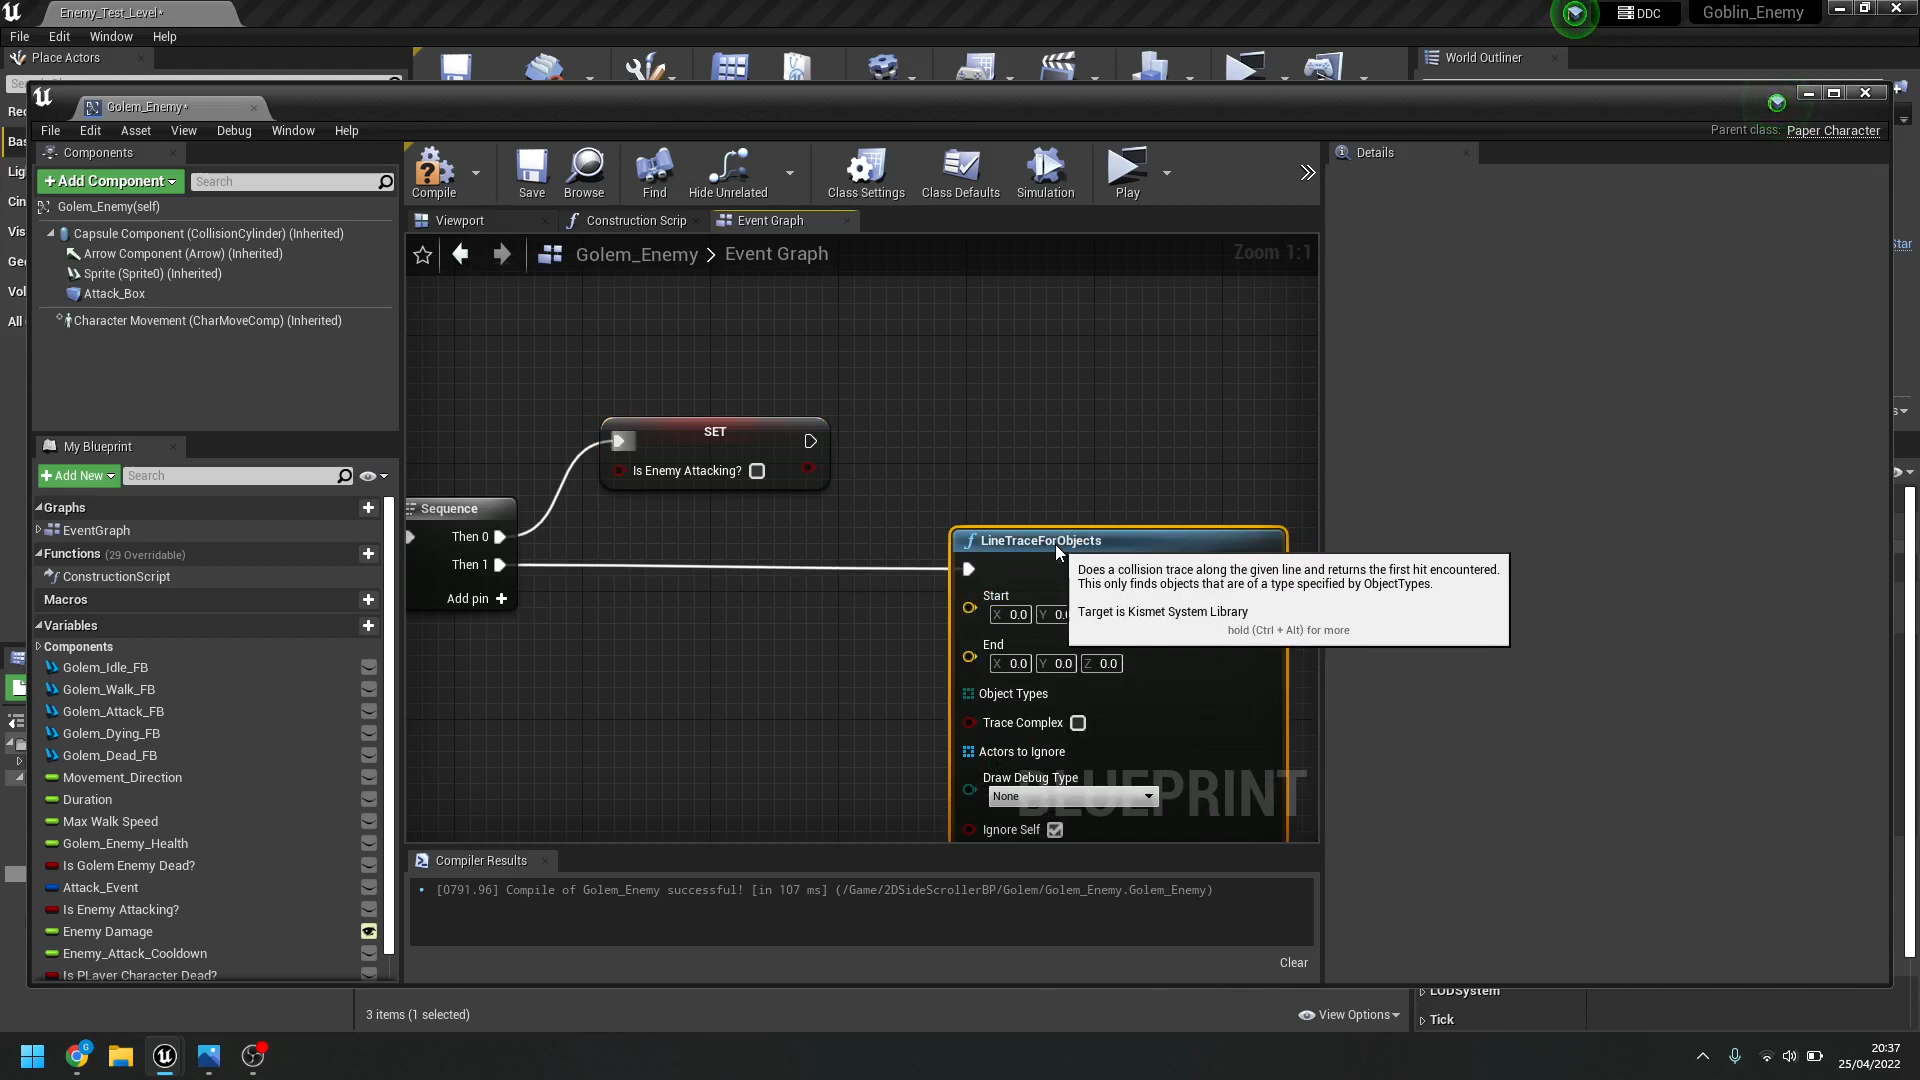 Enemy_Test_Level*
DDC
Goblin_Enemy
File Edit Window Help
Place Actors
World Outliner
Golem_Enemy*
File Edit Asset View Debug Window Help
Parent class: Paper Character
Components
+Add Component
Search
Golem_Enemy(self)
Capsule Component (CollisionCylinder) (Inherited)
Arrow Component (Arrow) (Inherited)
Sprite (Sprite0) (Inherited)
Attack_Box
Character Movement (CharMoveComp) (Inherited)
Compile
Save
Browse
Find
Hide Unrelated
Class Settings
Class Defaults
Simulation
Play
Details
Viewport
Construction Scrip
Event Graph
Golem_Enemy > Event Graph
Zoom 1:1
SET
Is Enemy Attacking?
Sequence
Then 0
Then 1
Add pin +
LineTraceForObjects
Does a collision trace along the given line and returns the first hit encountered.
This only finds objects that are of a type specified by ObjectTypes.
Target is Kismet System Library
hold (Ctrl + Alt) for more
Start
X 0.0 Y 0.
End
X 0.0 Y 0.0 Z 0.0
Object Types
Trace Complex
Actors to Ignore
Draw Debug Type
None
Ignore Self
BLUEPRINT
My Blueprint
+Add New
Search
Graphs
EventGraph
Functions (29 Overridable)
ConstructionScript
Macros
Variables
Components
Golem_Idle_FB
Golem_Walk_FB
Golem_Attack_FB
Golem_Dying_FB
Golem_Dead_FB
Movement_Direction
Duration
Max Walk Speed
Golem_Enemy_Health
Is Golem Enemy Dead?
Attack_Event
Is Enemy Attacking?
Enemy Damage
Enemy_Attack_Cooldown
Is PLayer Character Dead?
Compiler Results
[0791.96] Compile of Golem_Enemy successful! [in 107 ms] (/Game/2DSideScrollerBP/Golem/Golem_Enemy.Golem_Enemy)
Clear
3 items (1 selected)
View Options
LODSystem
Tick
20:37
25/04/2022